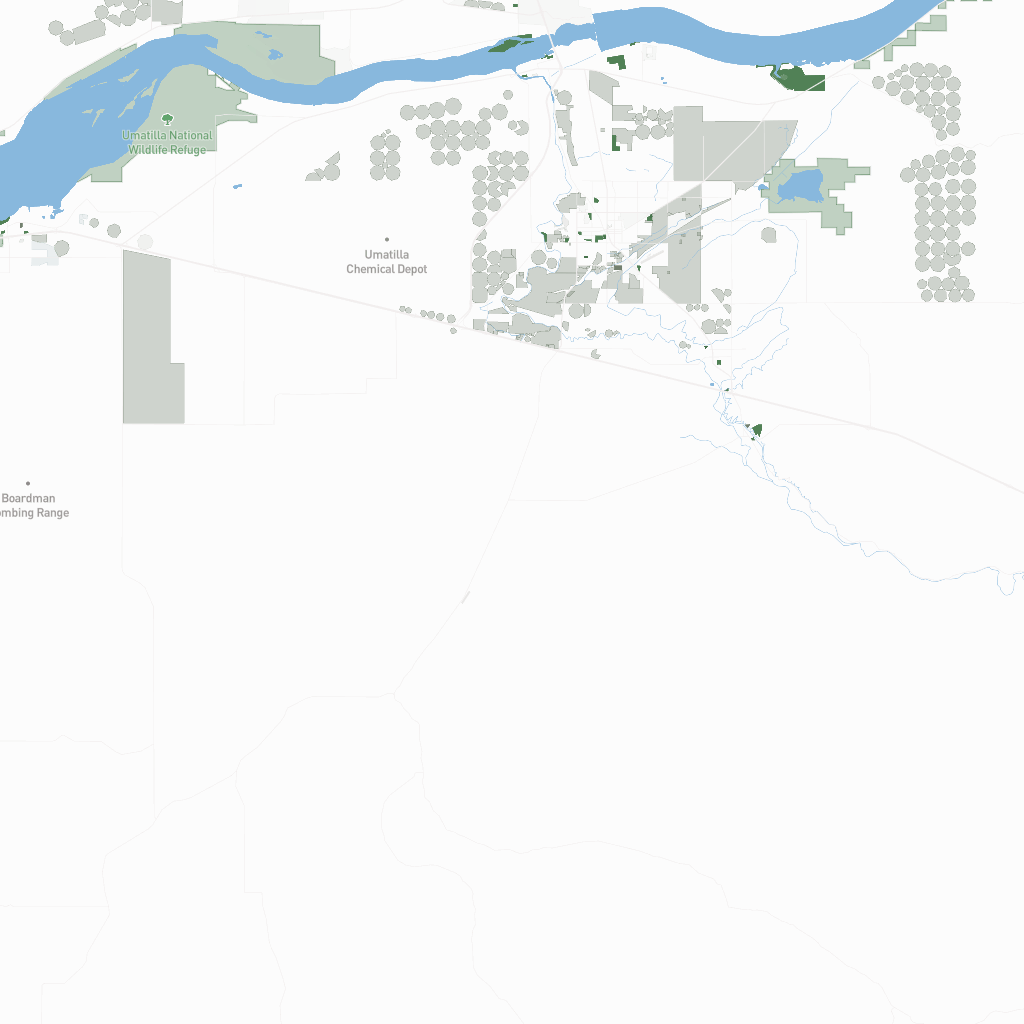 Umatilla National
Wildlife Refuge
Umatilla
Chemical Depot
Boardman
ombing Range